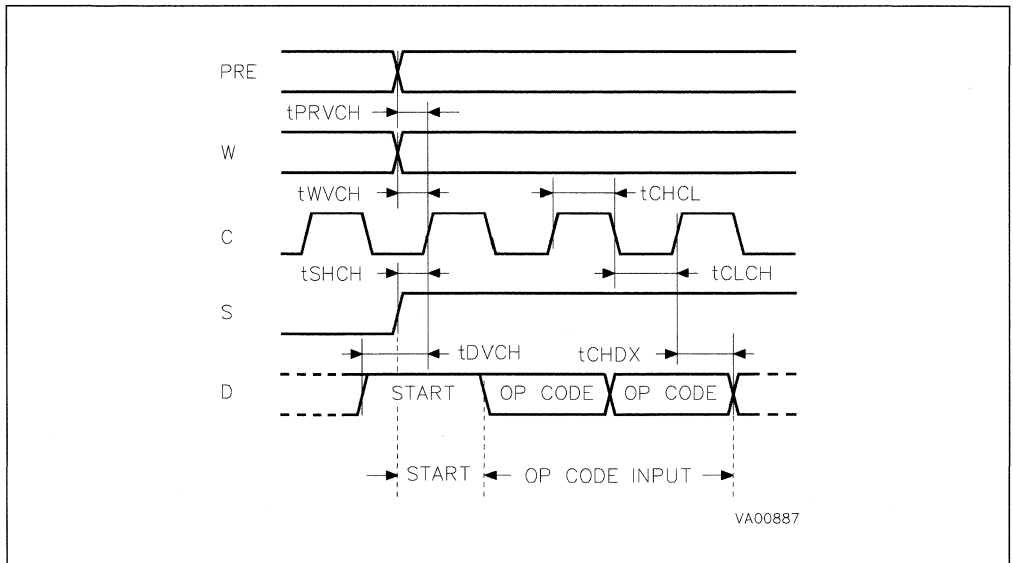 PRE
tPRVCH
W
tWVCH
tCHCL
C
tSHCH
tCLCH
S
tDVCH
tCHDX
D
START
OP CODE
OP CODE
START
OP CODE INPUT
VA00887